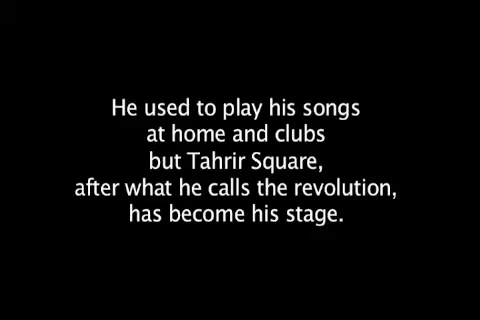 He used to play his songs
at home and clubs
but Tahrir Square,
after what he calls the revolution,
has become his stage.